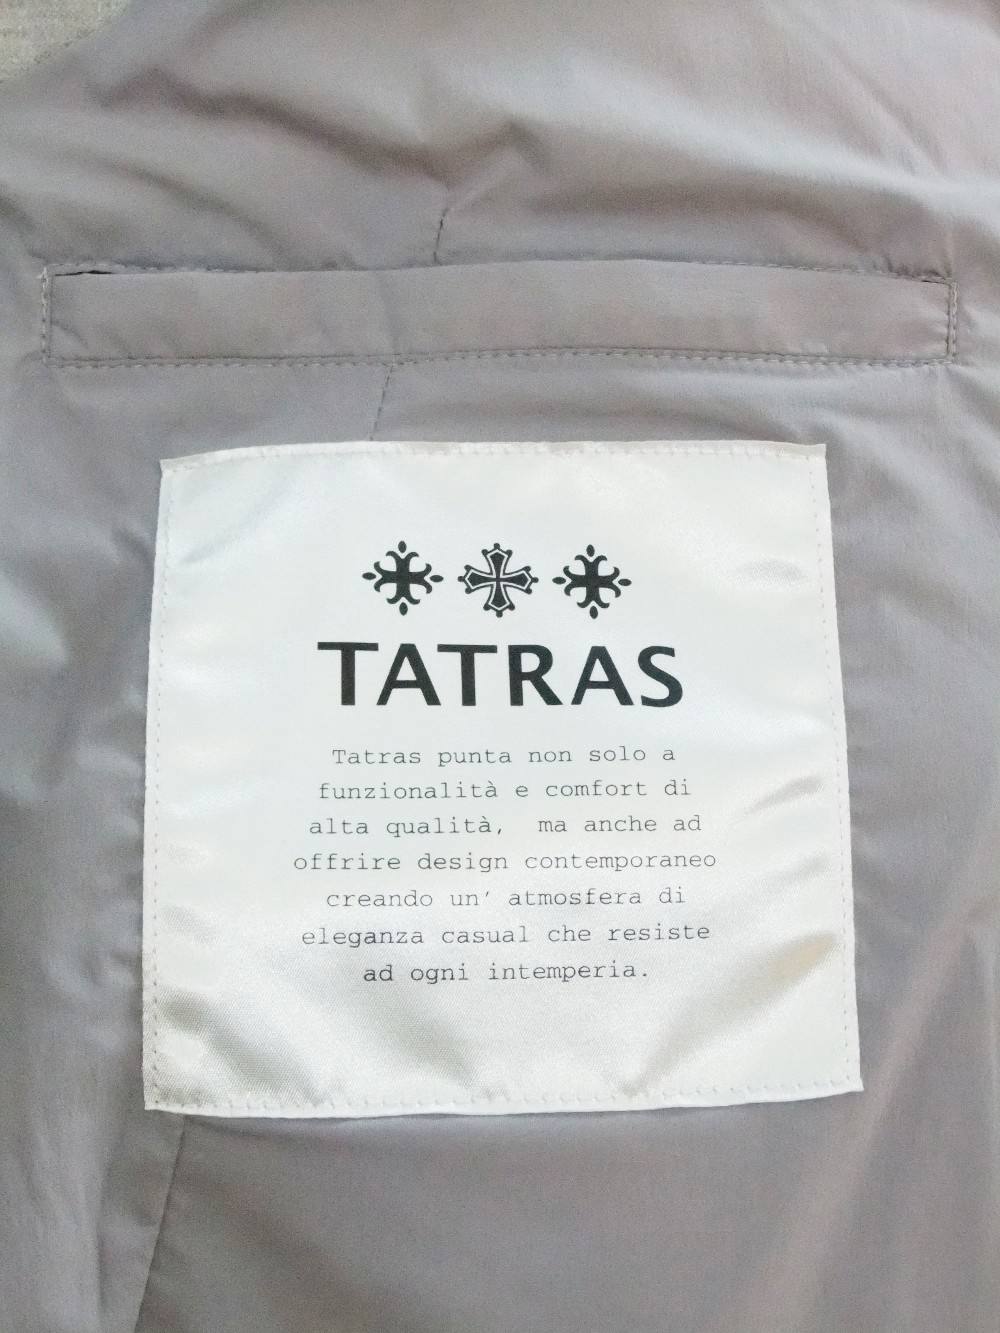 TATRAS
Tatras punta non solo a
funzionalità e comfort di
alta qualità, ma anche ad
offrire design contemporaneo
creando un' atmosfera di
eleganza casual che resiste
ad ogni intemperia.